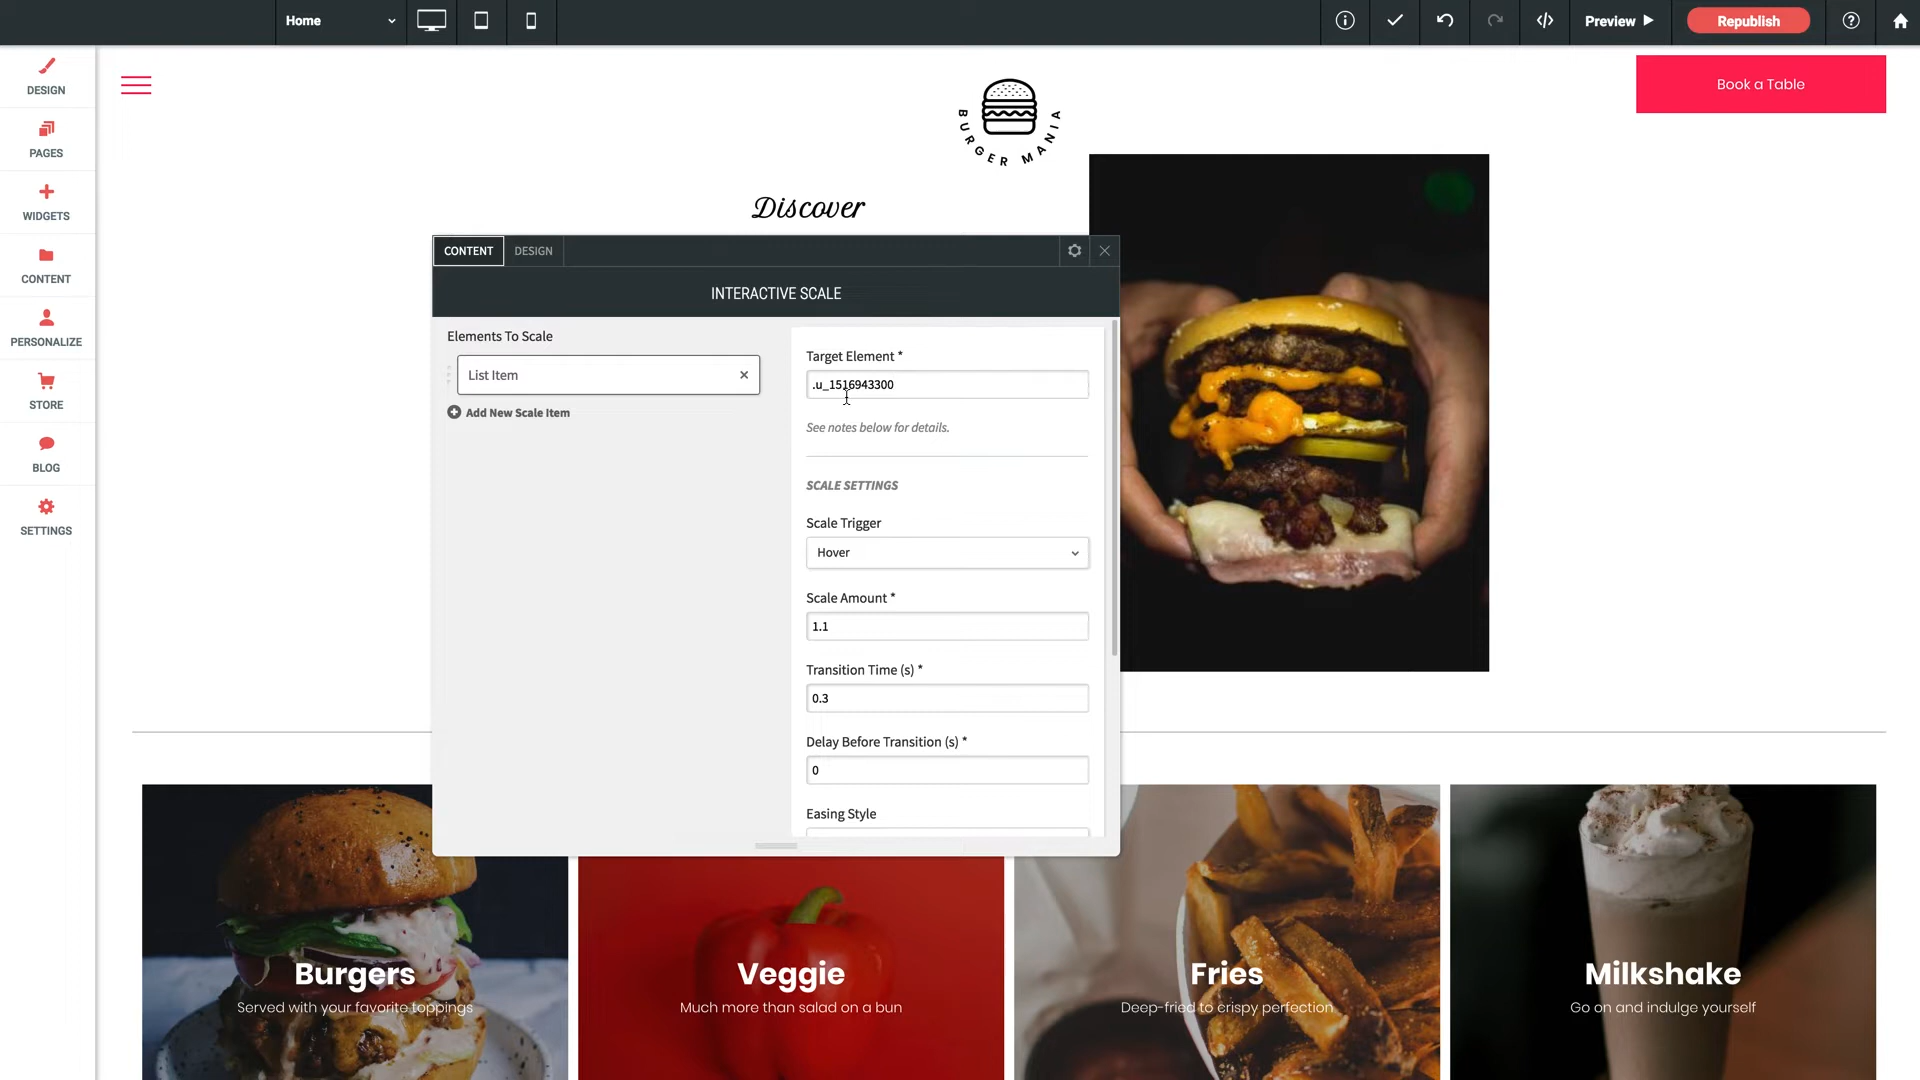 Home
Preview
Republish
DESIGN
PAGES
WIDGETS
CONTENT
PERSONALIZE
STORE
BLOG
SETTINGS
BURGER MANIA
Book a Table
Discover
CONTENT
DESIGN
INTERACTIVE SCALE
Elements To Scale
List Item
Add New Scale Item
Target Element *
.u_1516943300
See notes below for details.
SCALE SETTINGS
Scale Trigger
Hover
Scale Amount *
1.1
Transition Time (s) *
0.3
Delay Before Transition (s) *
0
Easing Style
Burgers
Served with your favorite toppings
Veggie
Much more than salad on a bun
Fries
Deep-fried to crispy perfection
Milkshake
Go on and indulge yourself